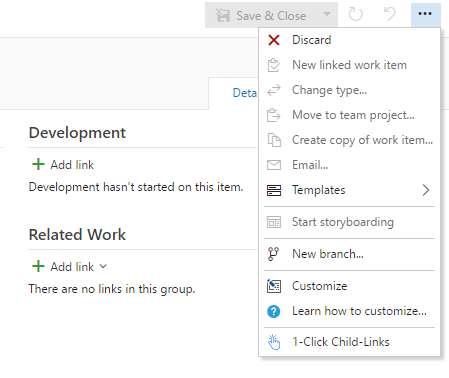 Save & Close
Discard
New linked work item
Change type...
Move to team project...
Create copy of work item...
Email...
Templates
Start storyboarding
New branch...
Customize
Learn how to customize...
1-Click Child-Links
Deta
Development
Add link
Development hasn't started on this item.
Related Work
Add link
There are no links in this group.